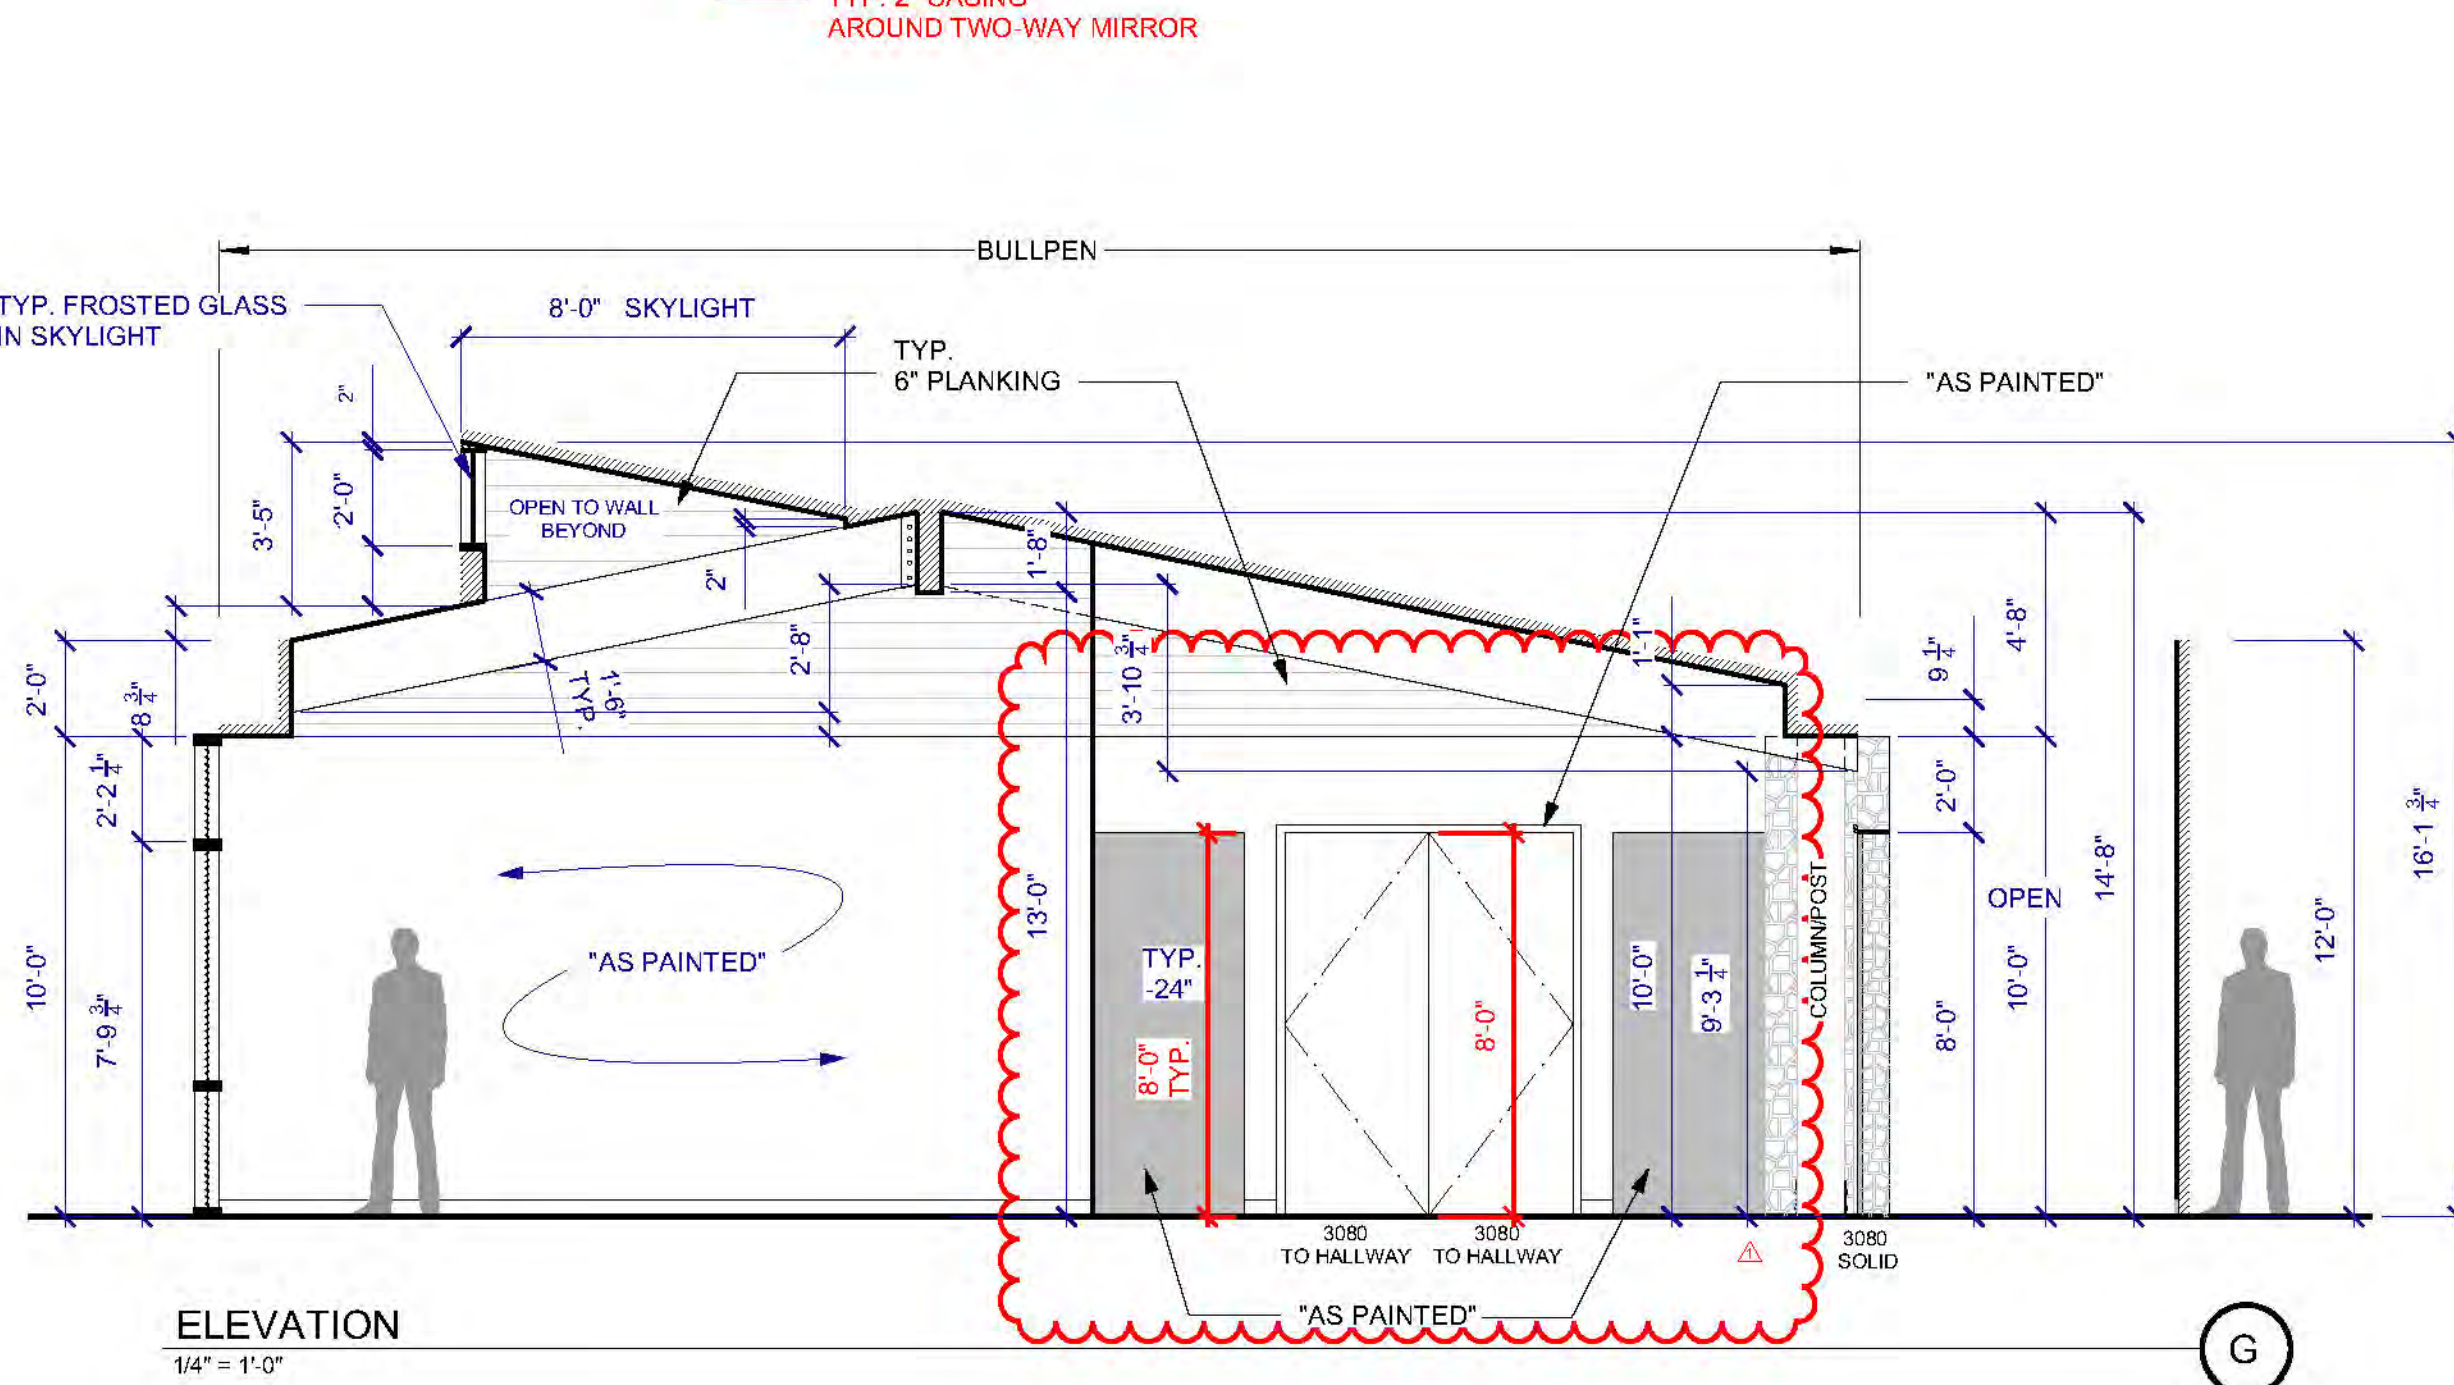 AROUND TWO-WAY MIRROR
BULLPEN
TYP. FROSTED GLASS
IN SKYLIGHT
8'-0" SKYLIGHT
TYP.
6" PLANKING
"AS PAINTED"
2"
3'-5"
2'-0"
OPEN TO WALL
BEYOND
2"
1'-8"
2'-8"
1'-6"
TYP.
3'-10 3/4"
1'-1"
9 1/4"
4'-8"
2'-0"
8 3/4"
2'-2 1/4"
10'-0"
7'-9 3/4"
"AS PAINTED"
13'-0"
TYP.
-24"
8'-0"
TYP.
8'-0"
10'-0"
9'-3 1/4"
COLUMN/POST
2'-0"
8'-0"
OPEN
10'-0"
14'-8"
12'-0"
16'-1 3/4"
3080
TO HALLWAY
3080
TO HALLWAY
1
3080
SOLID
"AS PAINTED"
ELEVATION
1/4" = 1'-0"
G